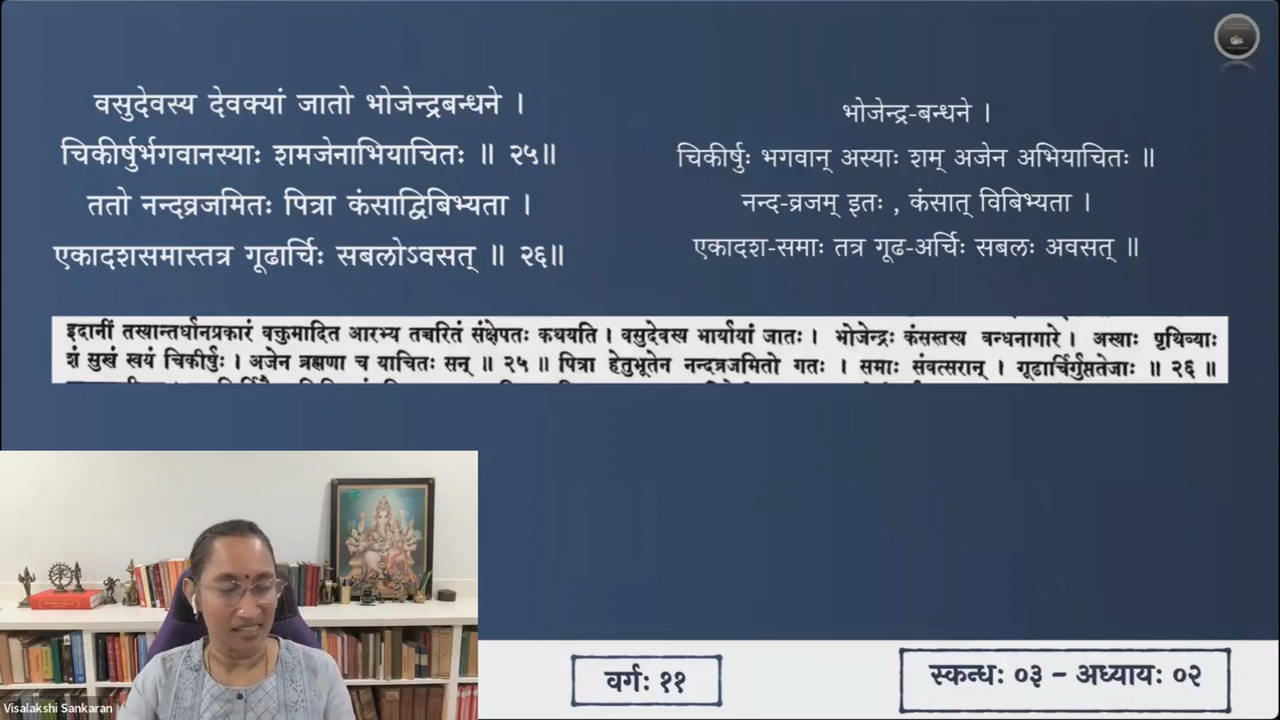 वसुदेवस्य देवक्यां जातो भोजेन्द्रबन्धने ।
चिकीर्षुर्भगवानस्याः शमजेनाभियाचितः ॥ २५॥
ततो नन्दव्रजमितः पित्रा कंसाद्विबिभ्यता ।
एकादशसमास्तत्र गूढार्चिः सबलोऽवसत् ॥ २६॥
भोजेन्द्र-बन्धने ।
चिकीर्षुः भगवान् अस्याः शम् अजेन अभियाचितः ॥
नन्द-व्रजम् इतः , कंसात् विबिभ्यता ।
एकादश-समाः तत्र गूढ-अर्चिः सबलः अवसत् ॥
इदानीं तस्यान्तर्धानप्रकारं वक्तुमादित आरभ्य तच्चरितं संक्षेपतः कथयति । वसुदेवस्य भार्यायां जातः । भोजेन्द्रः कंसस्तस्य बन्धनागारे । अस्याः पृथिव्याः
शं सुखं स्वयं चिकीर्षुः । अजेन ब्रह्मणा च याचितः सन् ॥ २५ ॥ पित्रा हेतुभूतेन नन्दव्रजमितो गतः । समाः संवत्सरान् । गूढार्चिर्गुप्ततेजाः ॥ २६ ॥
Visalakshi Sankaran
वर्गः ११
स्कन्धः ०३ – अध्यायः ०२